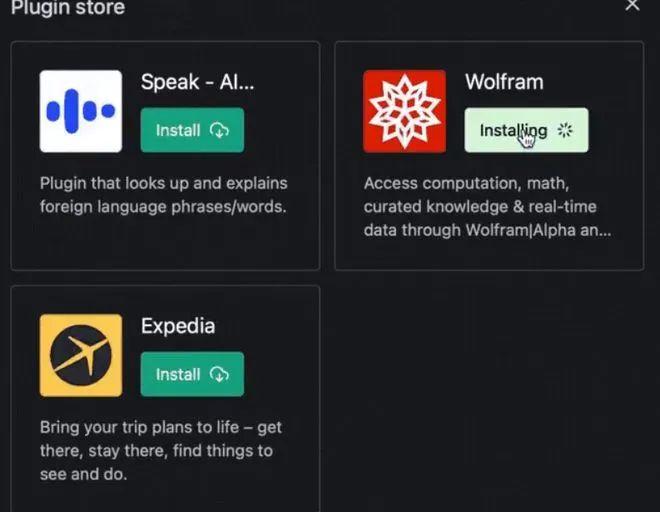 Plugin store
Speak - AI...
Install
Plugin that looks up and explains
foreign language phrases/words.
Wolfram
Installing
Access computation, math,
curated knowledge & real-time
data through Wolfram|Alpha an...
Expedia
Install
Bring your trip plans to life – get
there, stay there, find things to
see and do.